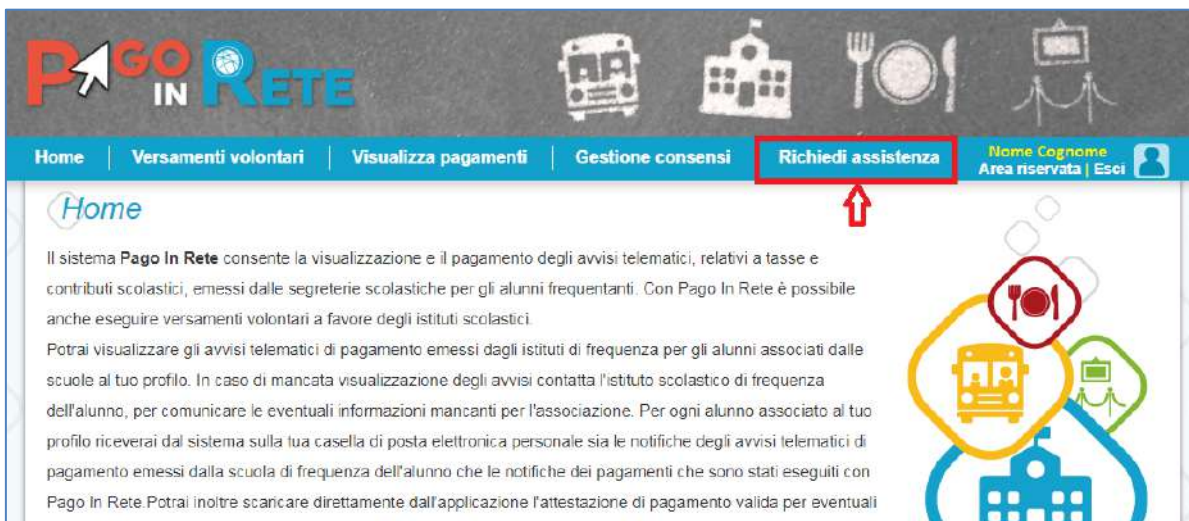 PAGO IN RETE
Home Versamenti volontari Visualizza pagamenti Gestione consensi Richiedi assistenza Nome Cognome
Area riservata | Esci
Home
Il sistema Pago In Rete consente la visualizzazione e il pagamento degli avvisi telematici, relativi a tasse e
contributi scolastici, emessi dalle segreterie scolastiche per gli alunni frequentanti. Con Pago In Rete è possibile
anche eseguire versamenti volontari a favore degli istituti scolastici.
Potrai visualizzare gli avvisi telematici di pagamento emessi dagli istituti di frequenza per gli alunni associati dalle
scuole al tuo profilo. In caso di mancata visualizzazione degli avvisi contatta l'istituto scolastico di frequenza
dell'alunno, per comunicare le eventuali informazioni mancanti per l'associazione. Per ogni alunno associato al tuo
profilo riceverai dal sistema sulla tua casella di posta elettronica personale sia le notifiche degli avvisi telematici di
pagamento emessi dalla scuola di frequenza dell'alunno che le notifiche dei pagamenti che sono stati eseguiti con
Pago In Rete.Potrai inoltre scaricare direttamente dall'applicazione l'attestazione di pagamento valida per eventuali